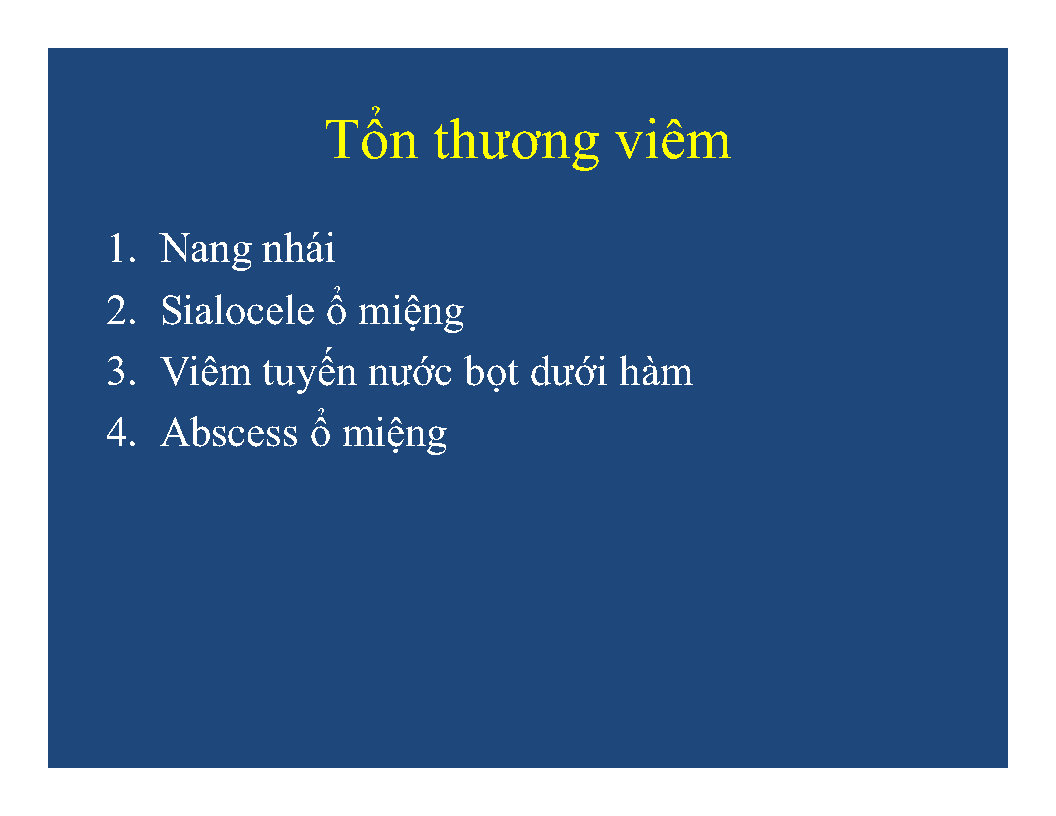 Tổn thương viêm
1. Nang nhái
2. Sialocele ổ miệng
3. Viêm tuyến nước bọt dưới hàm
4. Abscess ổ miệng